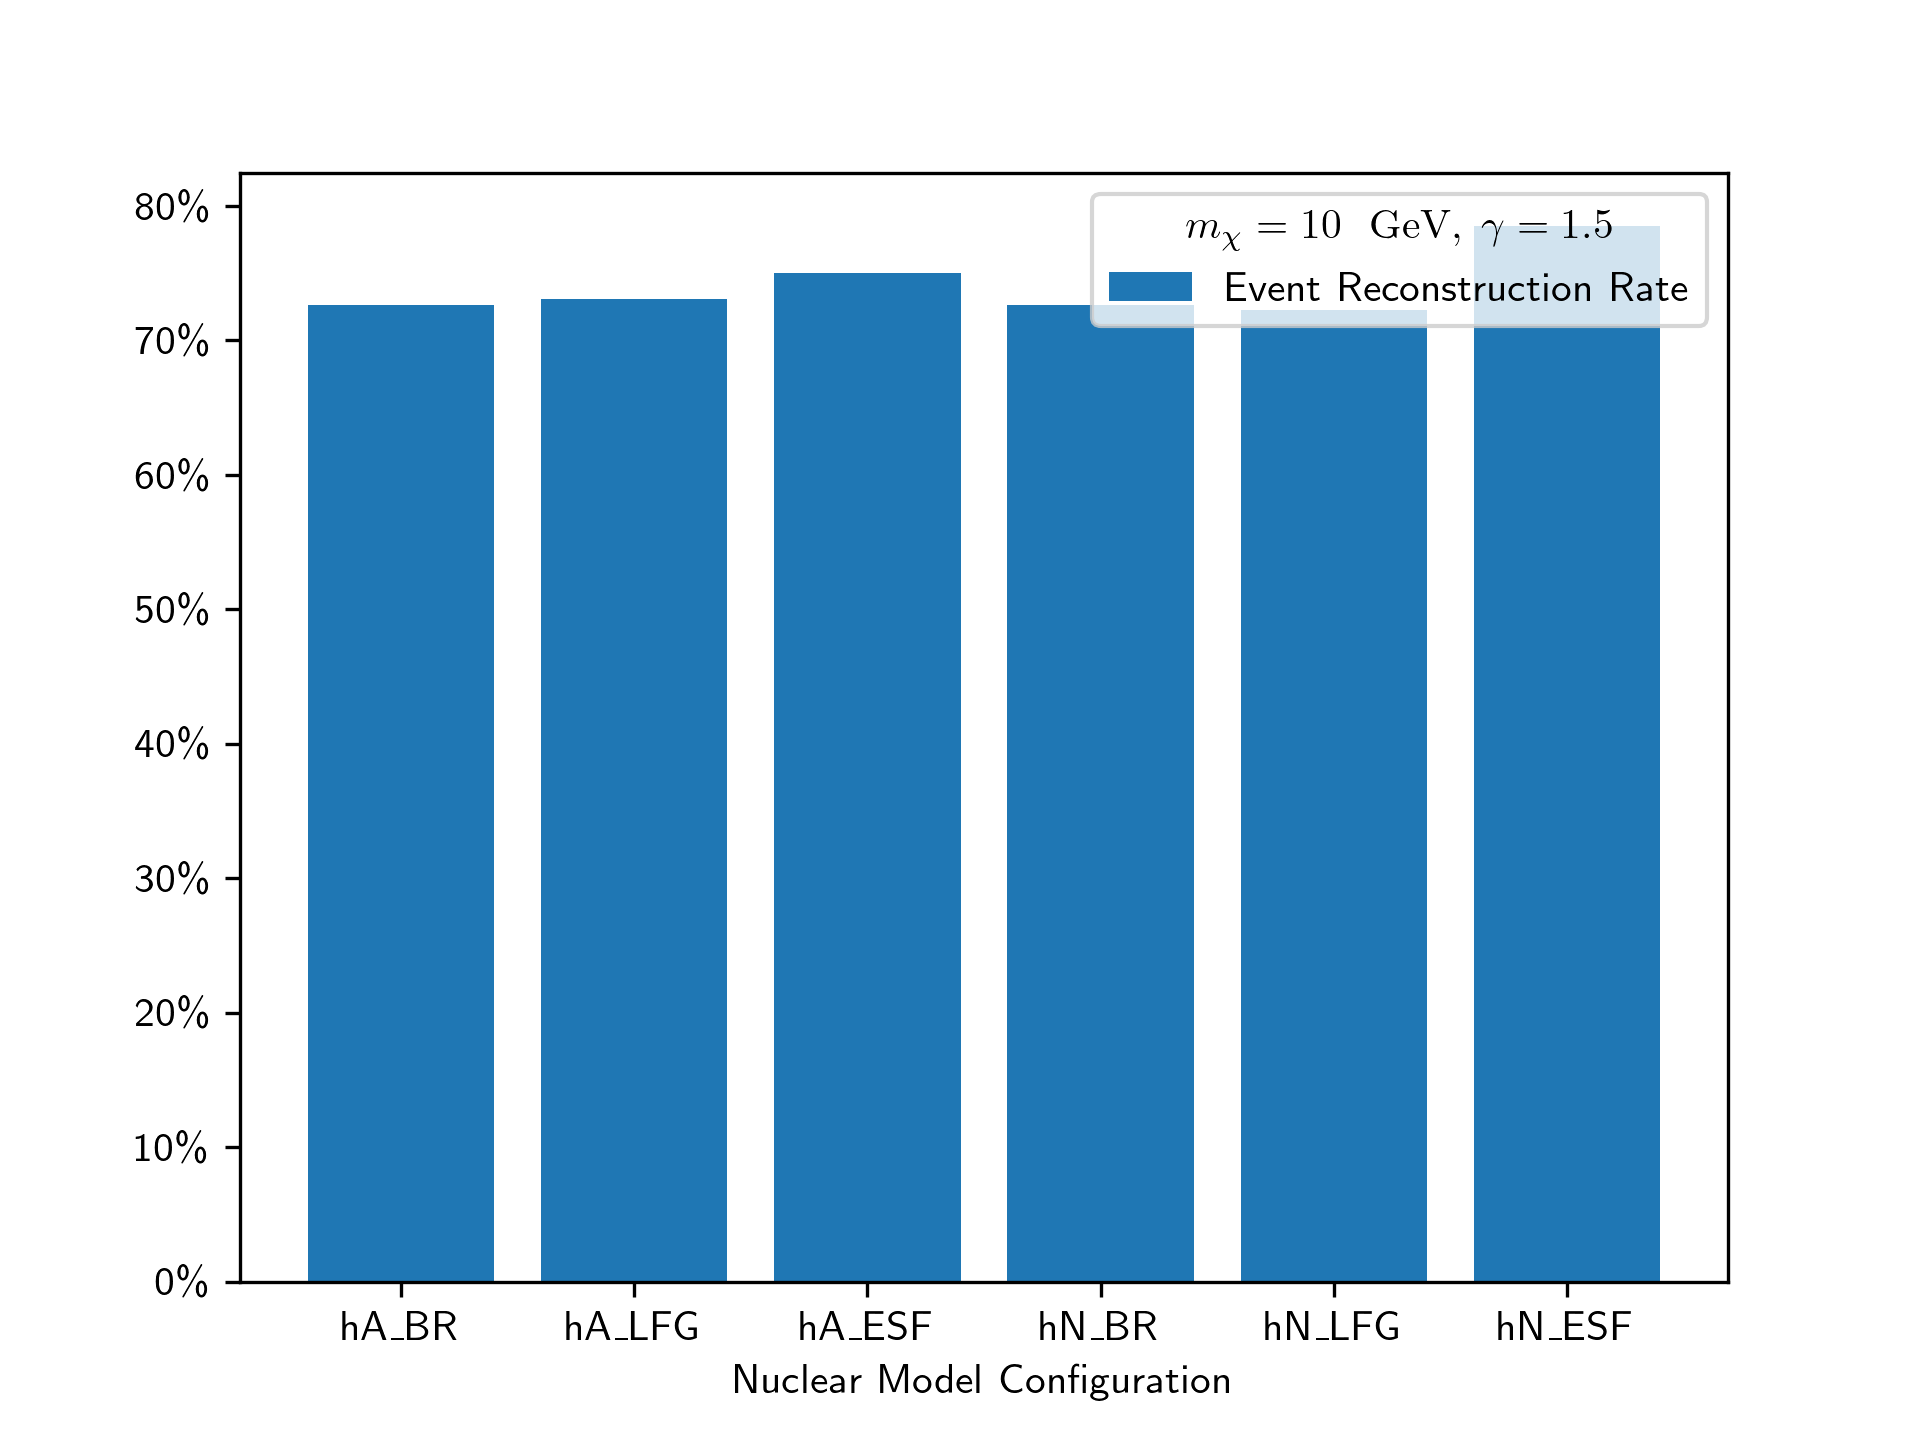 80%
70%
60%
50%
40%
30%
20%
10%
0%
m_χ = 10 GeV, γ = 1.5
Event Reconstruction Rate
hA_BR hA_LFG hA_ESF hN_BR hN_LFG hN_ESF
Nuclear Model Configuration